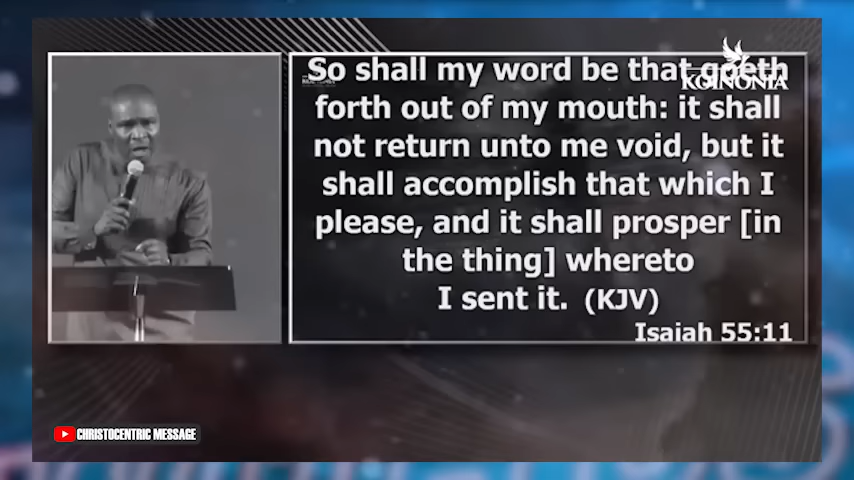 So shall my word be that goeth
KOINONIA
forth out of my mouth: it shall
not return unto me void, but it
shall accomplish that which I
please, and it shall prosper [in
the thing] whereto
I sent it. (KJV)
Isaiah 55:11
CHRISTOCENTRIC MESSAGE